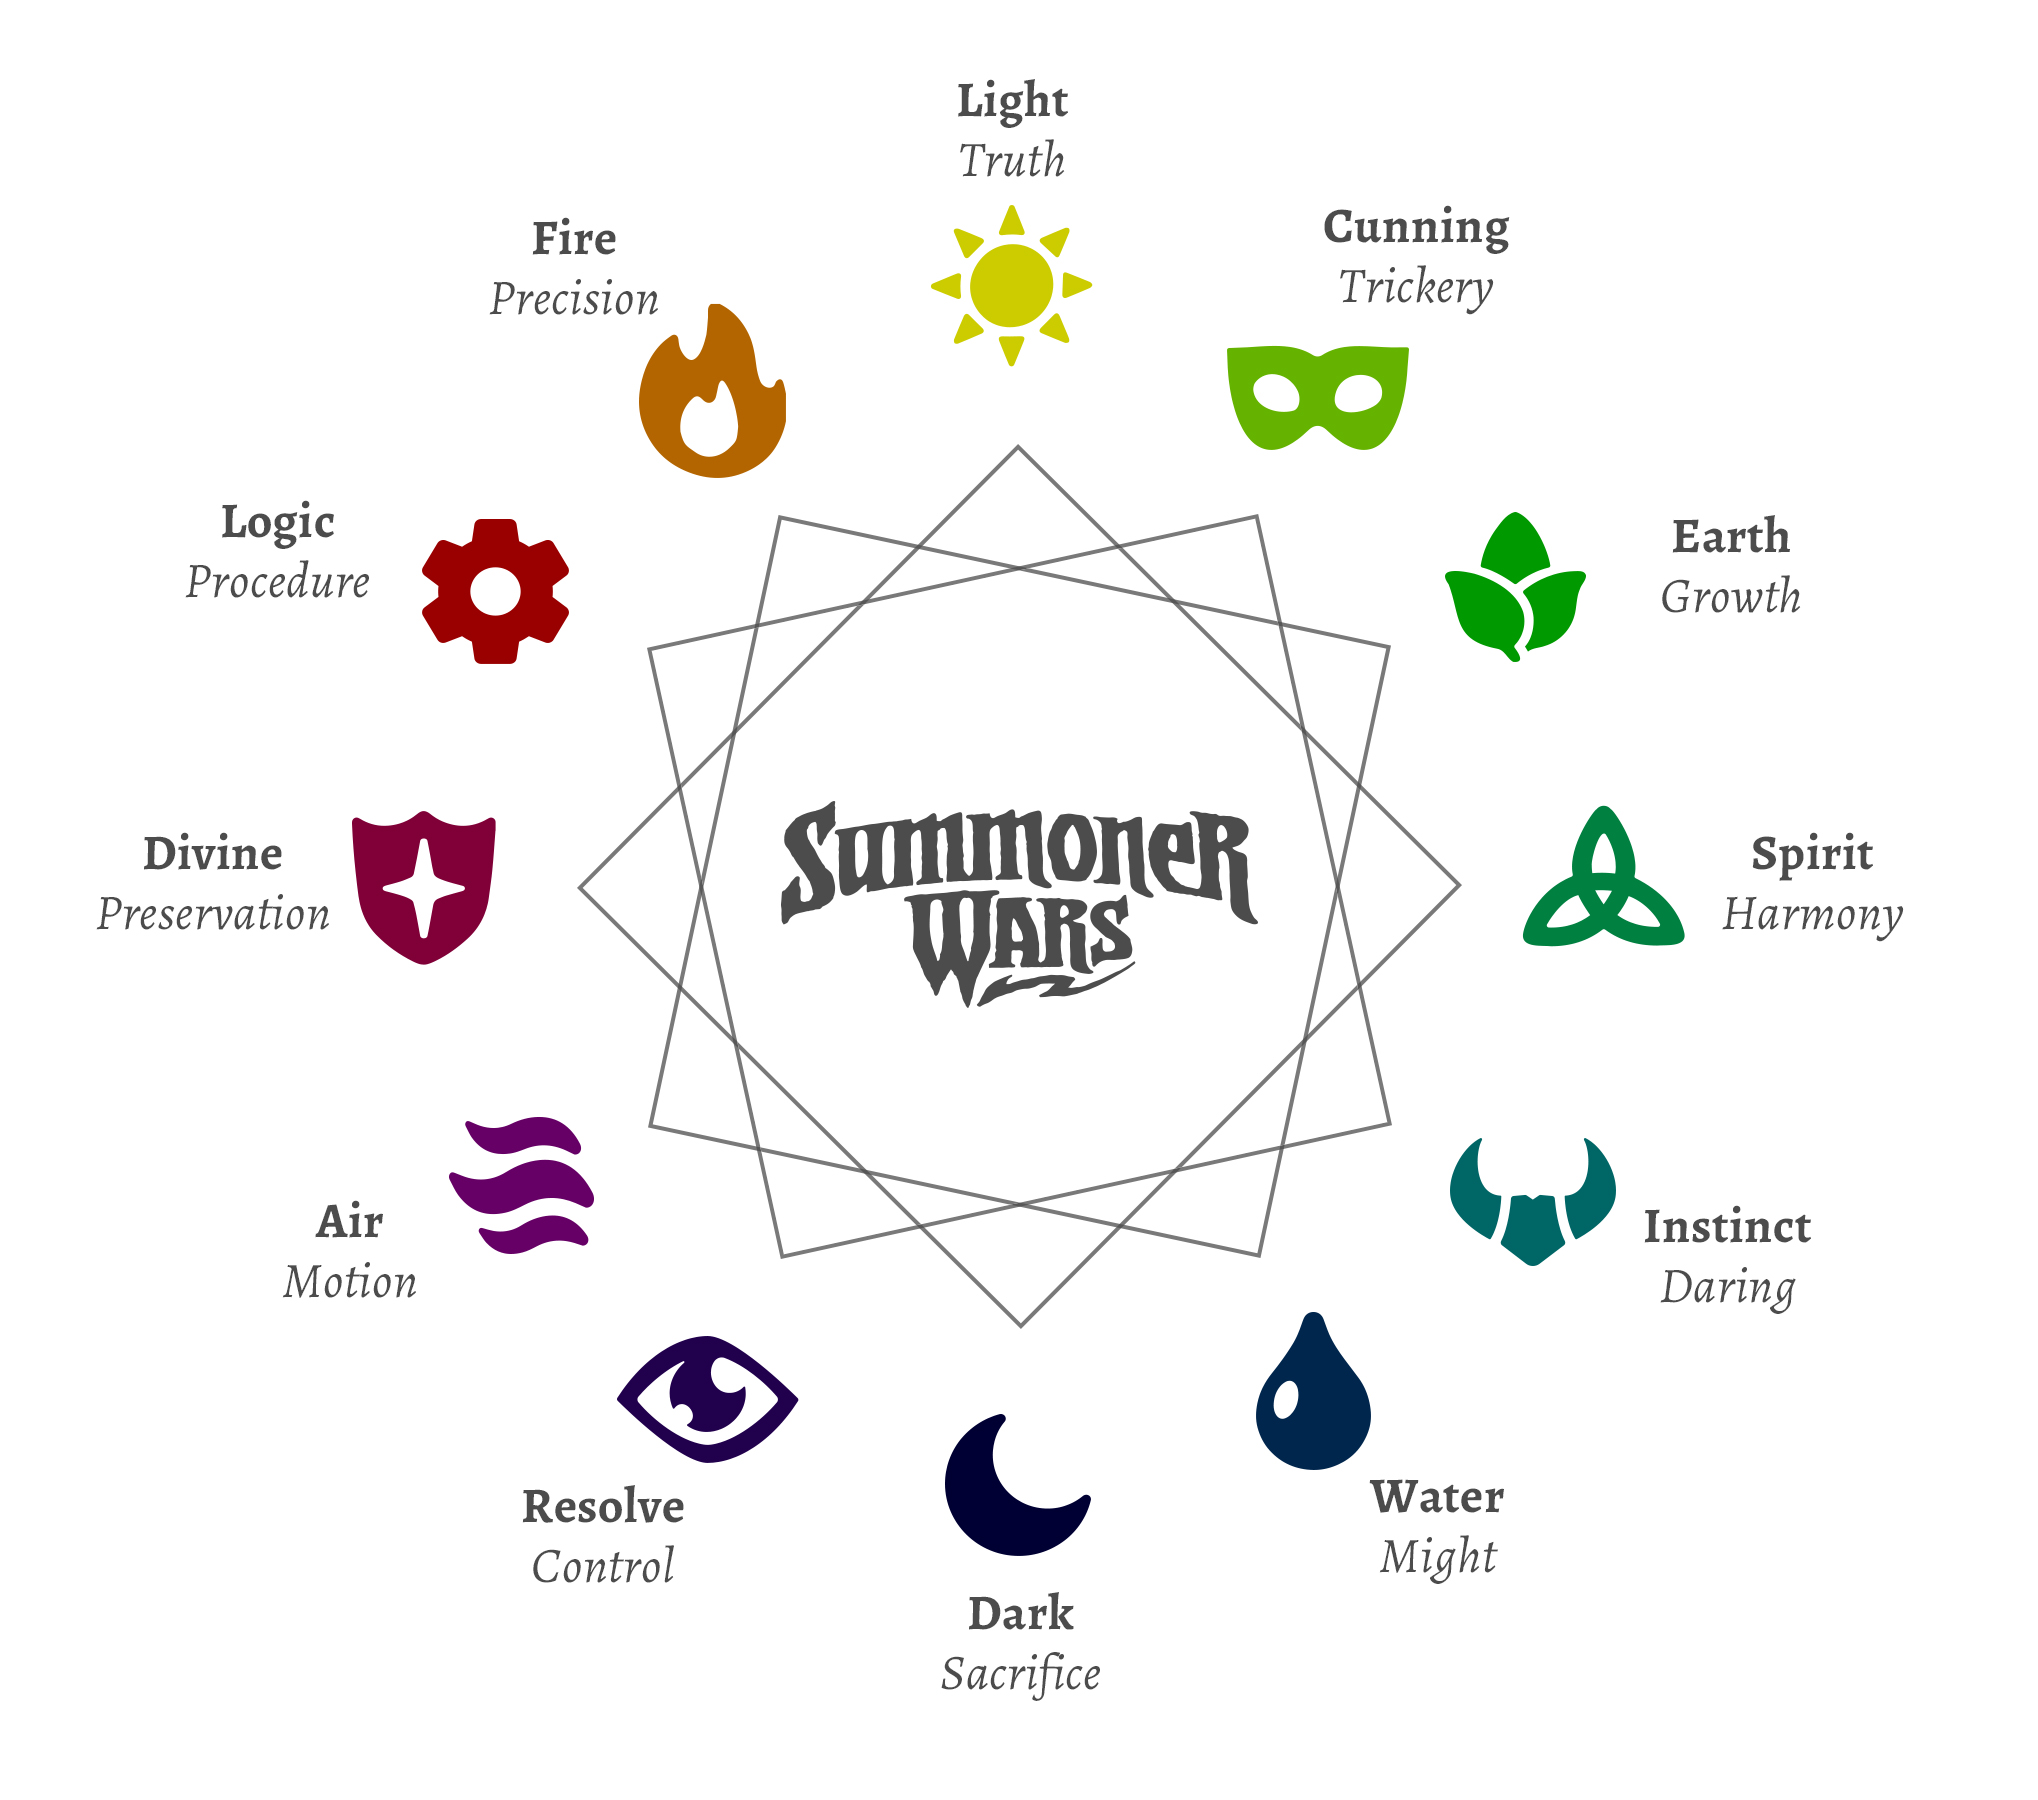 Light
Truth
Cunning
Trickery
Fire
Precision
Logic
Procedure
Earth
Growth
Divine
Preservation
Summoner
Wars
Spirit
Harmony
Air
Motion
Instinct
Daring
Resolve
Control
Water
Might
Dark
Sacrifice